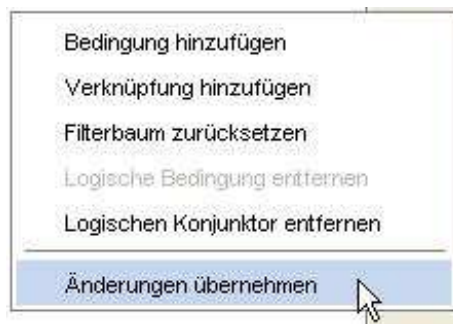 Bedingung hinzufügen
Verknüpfung hinzufügen
Filterbaum zurücksetzen
Logische Bedingung entfernen
Logischen Konjunktor entfernen
Änderungen übernehmen